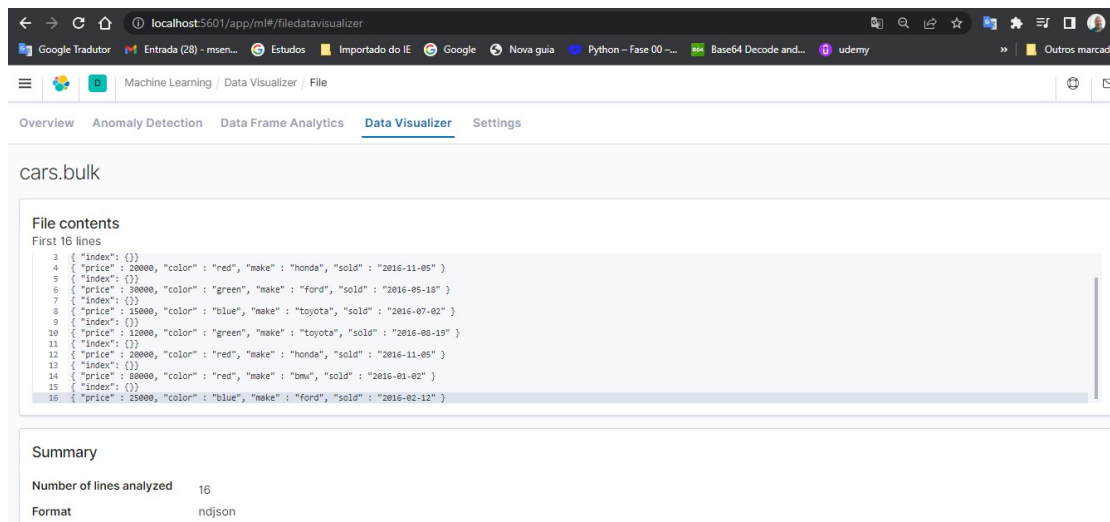 localhost:5601/app/ml#/filedatavisualizer
Google Tradutor Entrada (28) - msen... Estudos Importado do IE Google Nova guia Python – Fase 00 –... Base64 Decode and... udemy » Outros marcad
D Machine Learning / Data Visualizer / File
Overview Anomaly Detection Data Frame Analytics Data Visualizer Settings
cars.bulk
File contents
First 16 lines
3 { "index": {}}
4 { "price" : 20000, "color" : "red", "make" : "honda", "sold" : "2016-11-05" }
5 { "index": {}}
6 { "price" : 30000, "color" : "green", "make" : "ford", "sold" : "2016-05-18" }
7 { "index": {}}
8 { "price" : 15000, "color" : "blue", "make" : "toyota", "sold" : "2016-07-02" }
9 { "index": {}}
10 { "price" : 12000, "color" : "green", "make" : "toyota", "sold" : "2016-08-19" }
11 { "index": {}}
12 { "price" : 20000, "color" : "red", "make" : "honda", "sold" : "2016-11-05" }
13 { "index": {}}
14 { "price" : 80000, "color" : "red", "make" : "bmw", "sold" : "2016-01-02" }
15 { "index": {}}
16 { "price" : 25000, "color" : "blue", "make" : "ford", "sold" : "2016-02-12" }
Summary
Number of lines analyzed 16
Format ndjson